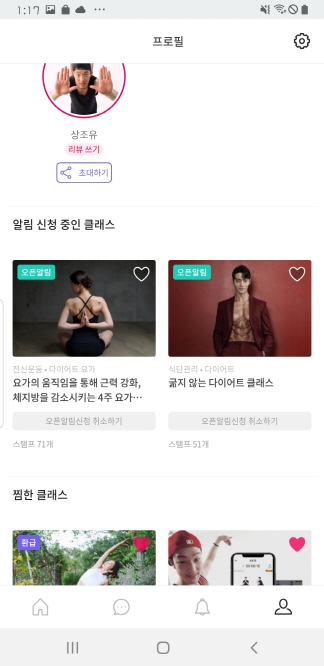 1:17
프로필
상조유
리뷰 쓰기
초대하기
알림 신청 중인 클래스
오픈알림
오픈알림
전신운동 • 다이어트 요가
요가의 움직임을 통해 근력 강화,
체지방을 감소시키는 4주 요가…
오픈알림신청 취소하기
스탬프 71개
식단관리 • 다이어트
굶지 않는 다이어트 클래스
오픈알림신청 취소하기
스탬프 51개
찜한 클래스
환급